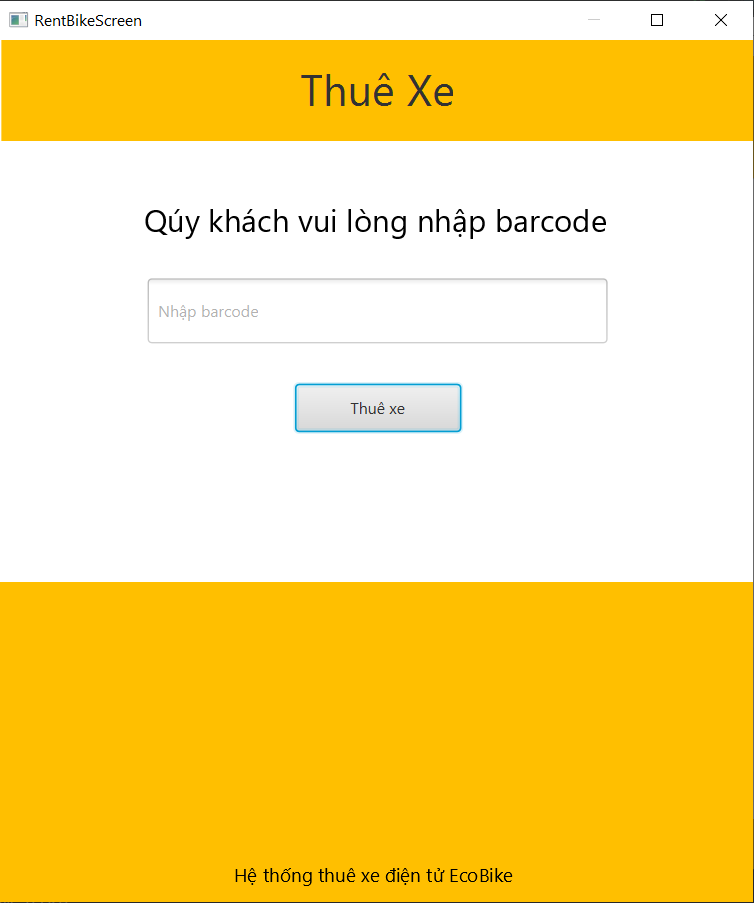 RentBikeScreen
Thuê Xe
Qúy khách vui lòng nhập barcode
Nhập barcode
Thuê xe
Hệ thống thuê xe điện tử EcoBike